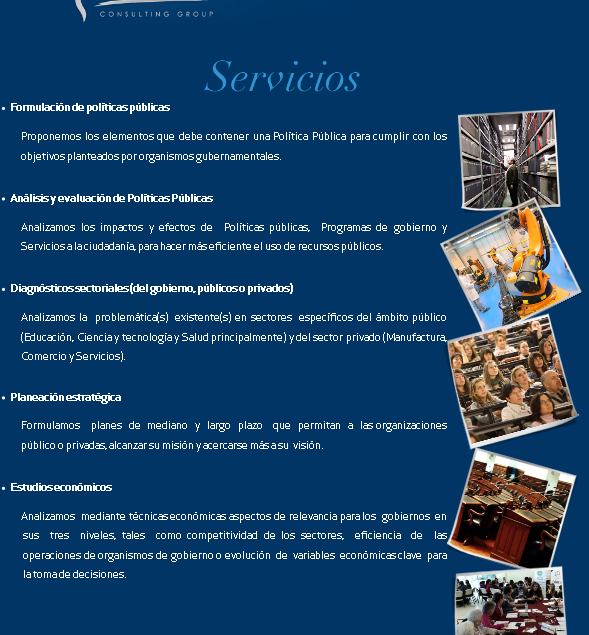 CONSULTING GROUP
Servicios
• Formulación de políticas públicas
Proponemos los elementos que debe contener una Política Pública para cumplir con los
objetivos planteados por organismos gubernamentales.
• Análisis y evaluación de Políticas Públicas
Analizamos los impactos y efectos de Políticas públicas, Programas de gobierno y
Servicios a la ciudadanía, para hacer más eficiente el uso de recursos públicos.
• Diagnósticos sectoriales (del gobierno, públicos o privados)
Analizamos la problemática(s) existente(s) en sectores específicos del ámbito público
(Educación, Ciencia y tecnología y Salud principalmente) y del sector privado (Manufactura,
Comercio y Servicios).
• Planeación estratégica
Formulamos planes de mediano y largo plazo que permitan a las organizaciones
público o privadas, alcanzar su misión y acercarse más a su visión.
• Estudios económicos
Analizamos mediante técnicas económicas aspectos de relevancia para los gobiernos en
sus tres niveles, tales como competitividad de los sectores, eficiencia de las
operaciones de organismos de gobierno o evolución de variables económicas clave para
la toma de decisiones.